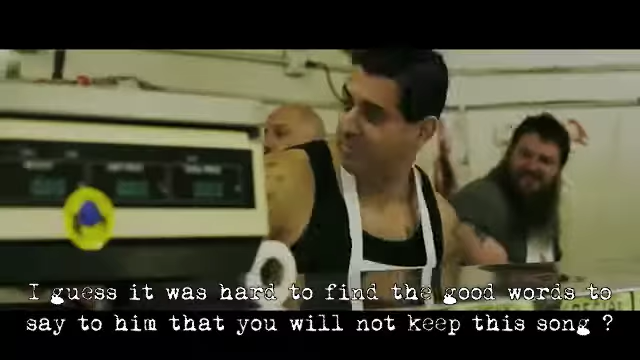 I guess it was hard to find the good words to
say to him that you will not keep this song ?